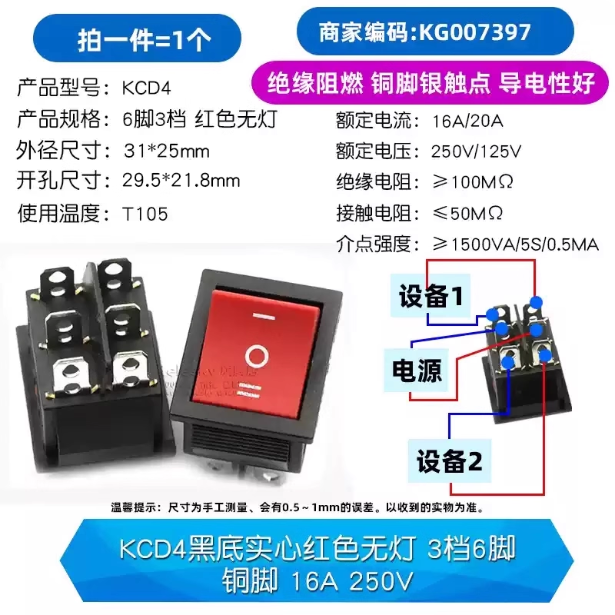 拍一件=1个
商家编码:KG007397
绝缘阻燃 铜脚银触点 导电性好
产品型号: KCD4
产品规格: 6脚3档 红色无灯
外径尺寸: 31*25mm
开孔尺寸: 29.5*21.8mm
使用温度: T105
额定电流: 16A/20A
额定电压: 250V/125V
绝缘电阻: ≥100MΩ
接触电阻: ≤50MΩ
介点强度: ≥1500VA/5S/0.5MA
设备1
电源
设备2
温馨提示: 尺寸为手工测量、会有0.5~1mm的误差。以收到的实物为准。
KCD4黑底实心红色无灯 3档6脚
铜脚 16A 250V